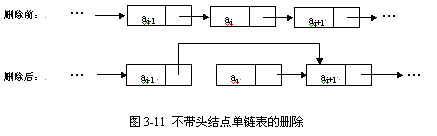 删除前: ⋯ aᵢ₋₁ aᵢ aᵢ₊₁ ⋯
删除后: ⋯ aᵢ₋₁ aᵢ aᵢ₊₁ ⋯
图 3-11 不带头结点单链表的删除